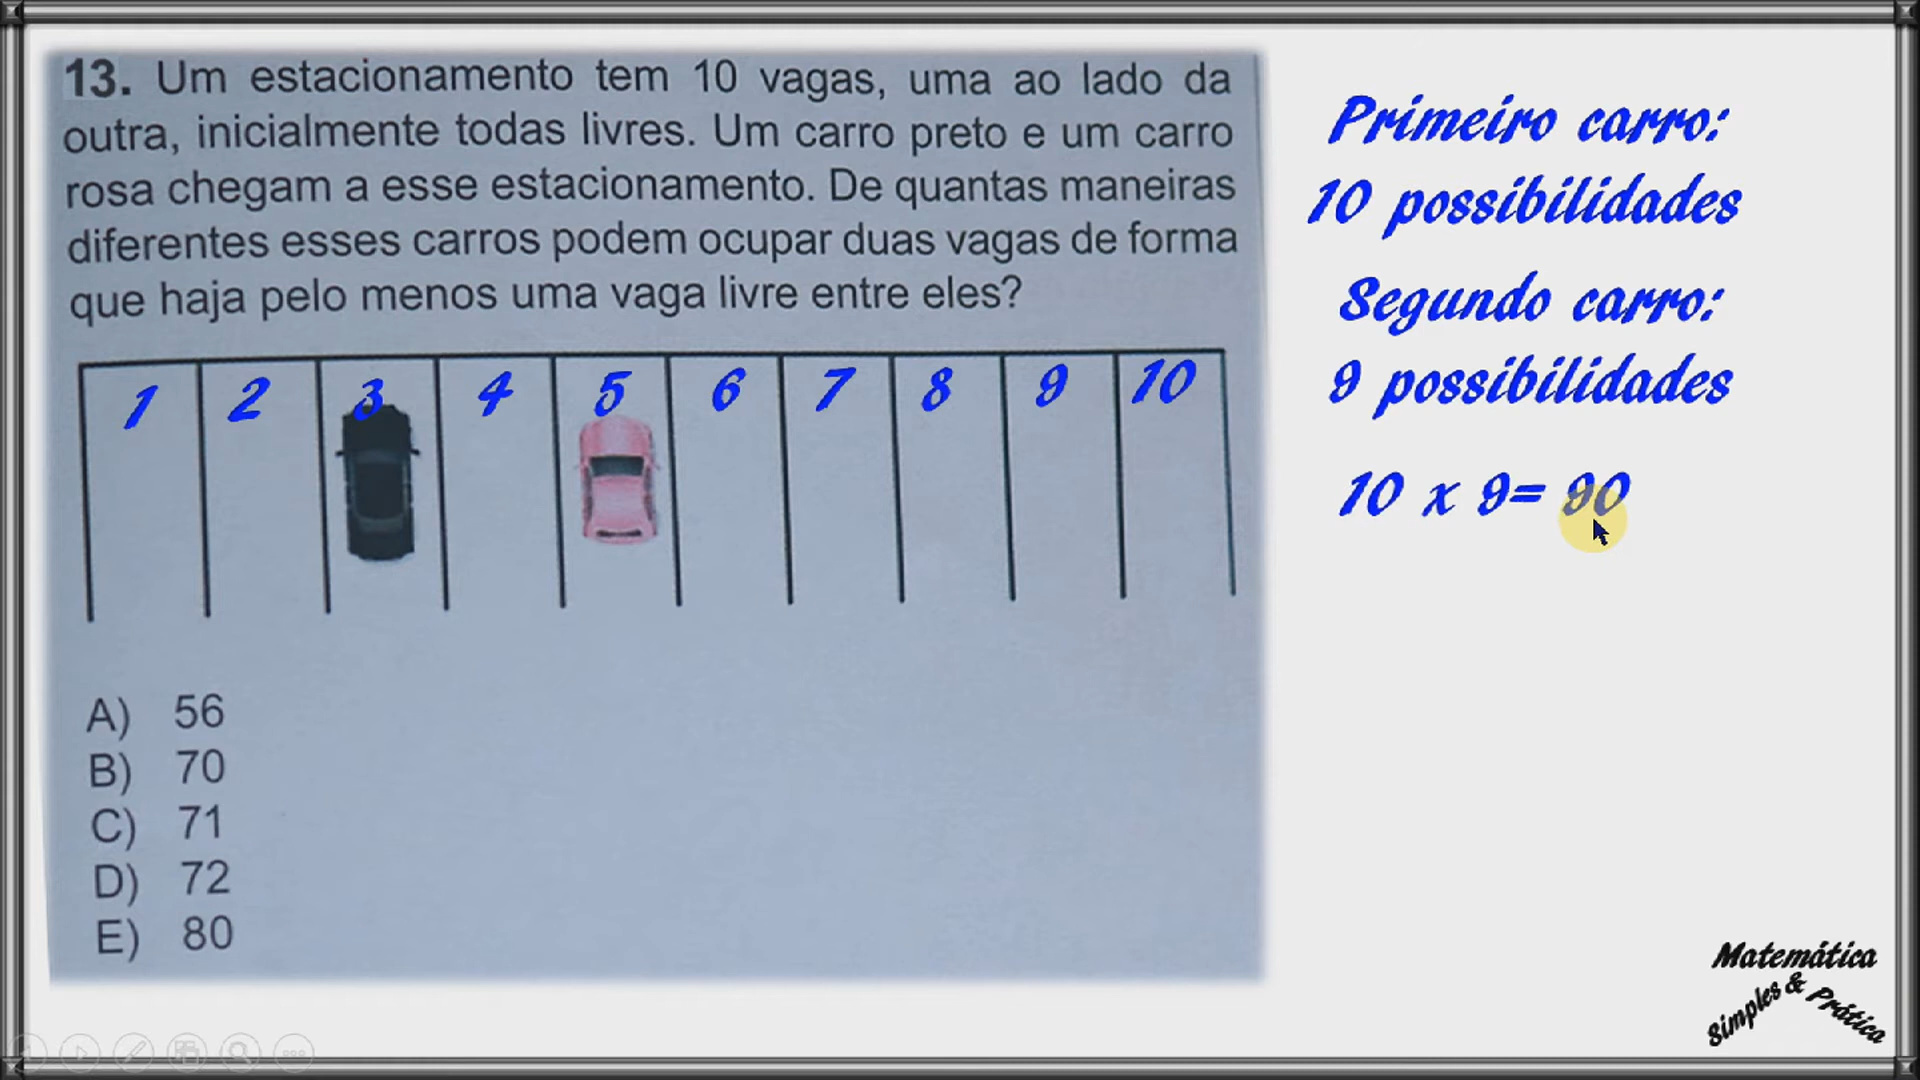 13. Um estacionamento tem 10 vagas, uma ao lado da
outra, inicialmente todas livres. Um carro preto e um carro
rosa chegam a esse estacionamento. De quantas maneiras
diferentes esses carros podem ocupar duas vagas de forma
que haja pelo menos uma vaga livre entre eles?
1 2 3 4 5 6 7 8 9 10
A) 56
B) 70
C) 71
D) 72
E) 80
Primeiro carro:
10 possibilidades
Segundo carro:
9 possibilidades
10 x 9= 90
Matemática
Simples & Prática